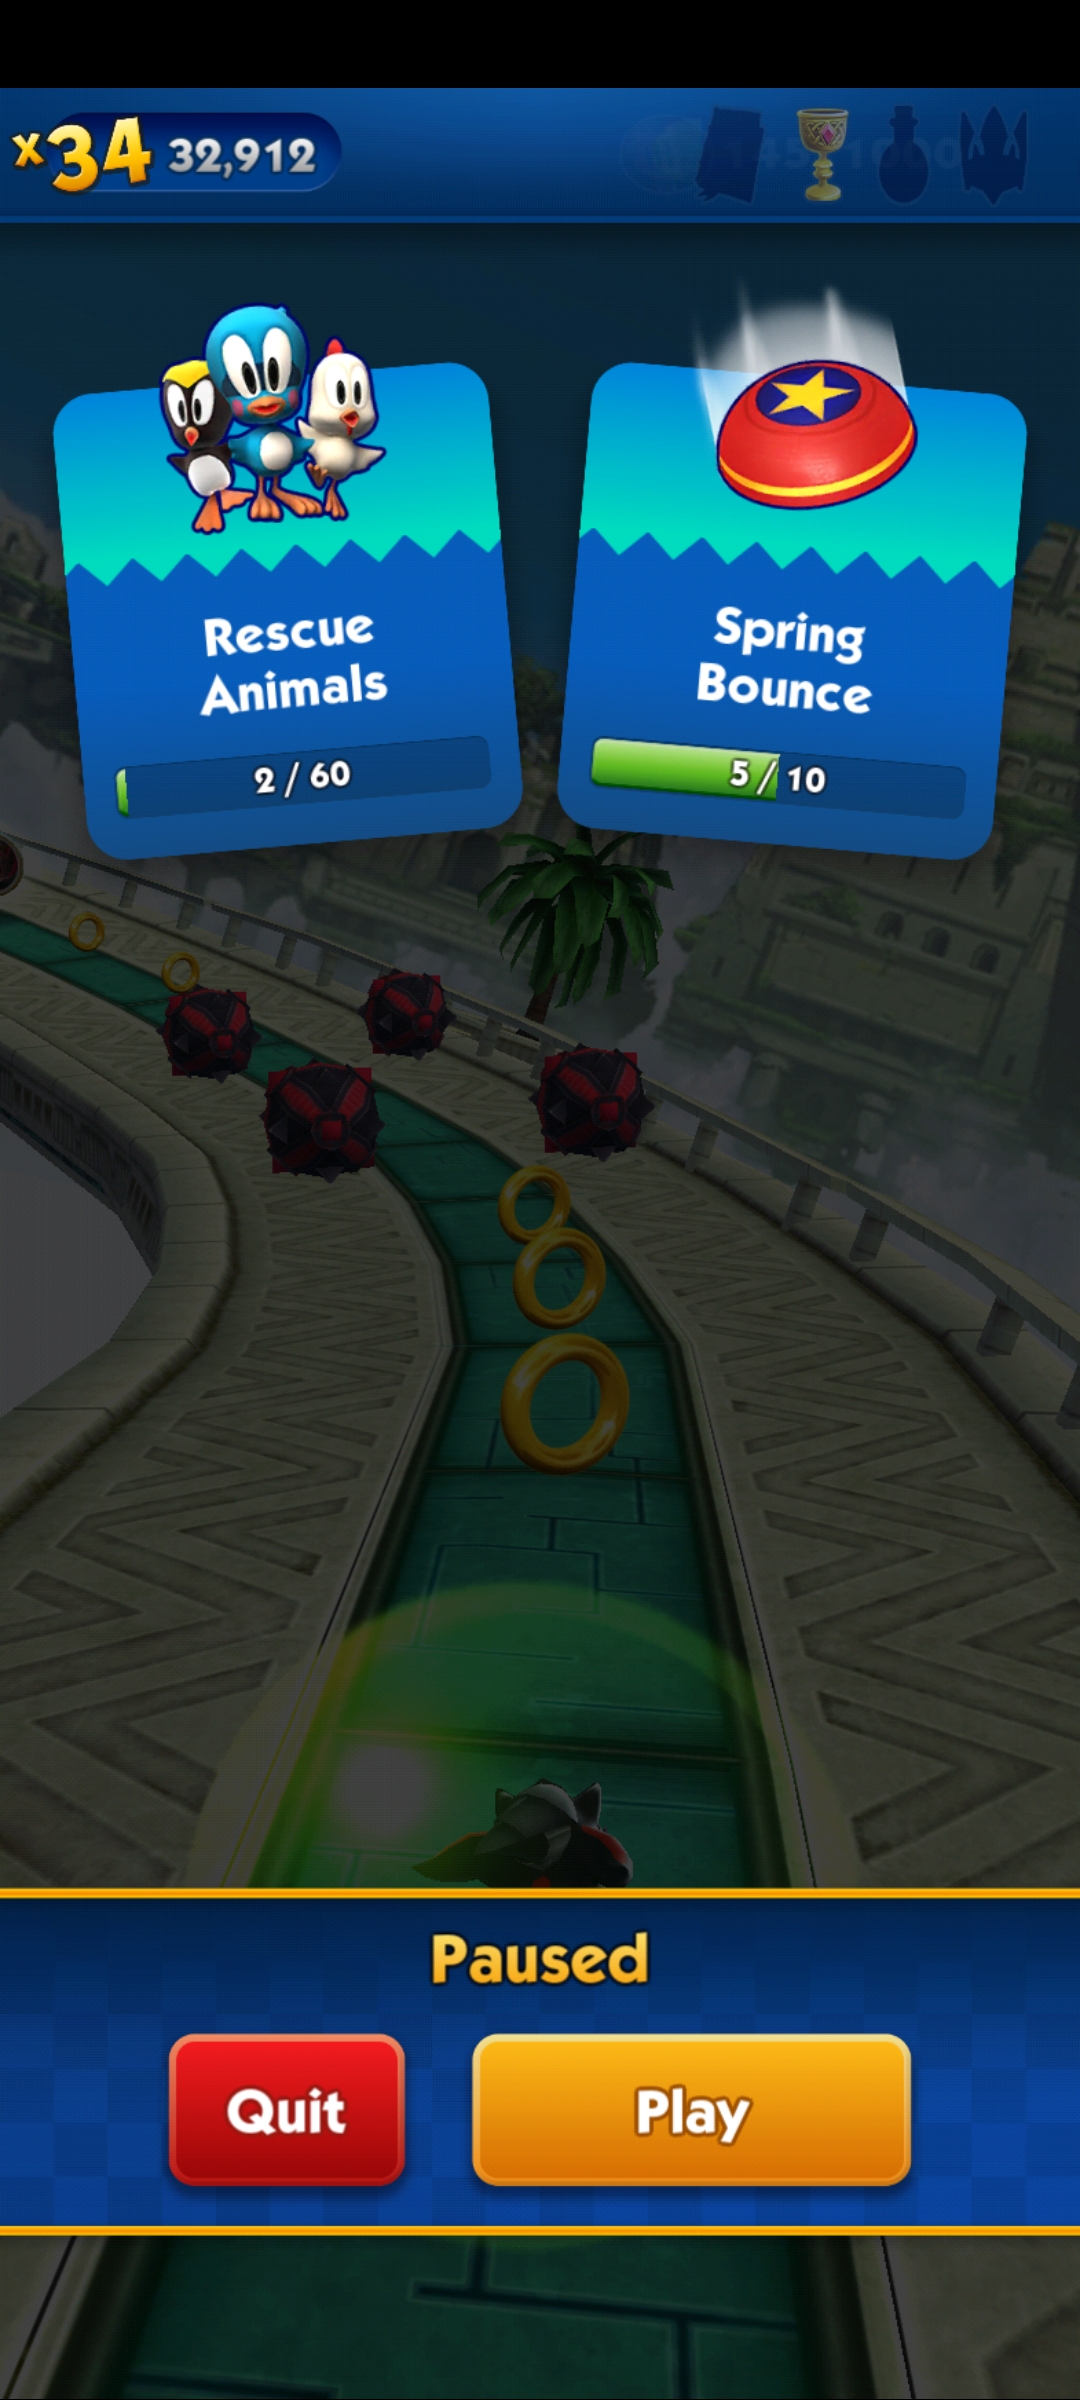 x34 32,912
Rescue
Animals
2 / 60
Spring
Bounce
5 / 10
Paused
Quit
Play